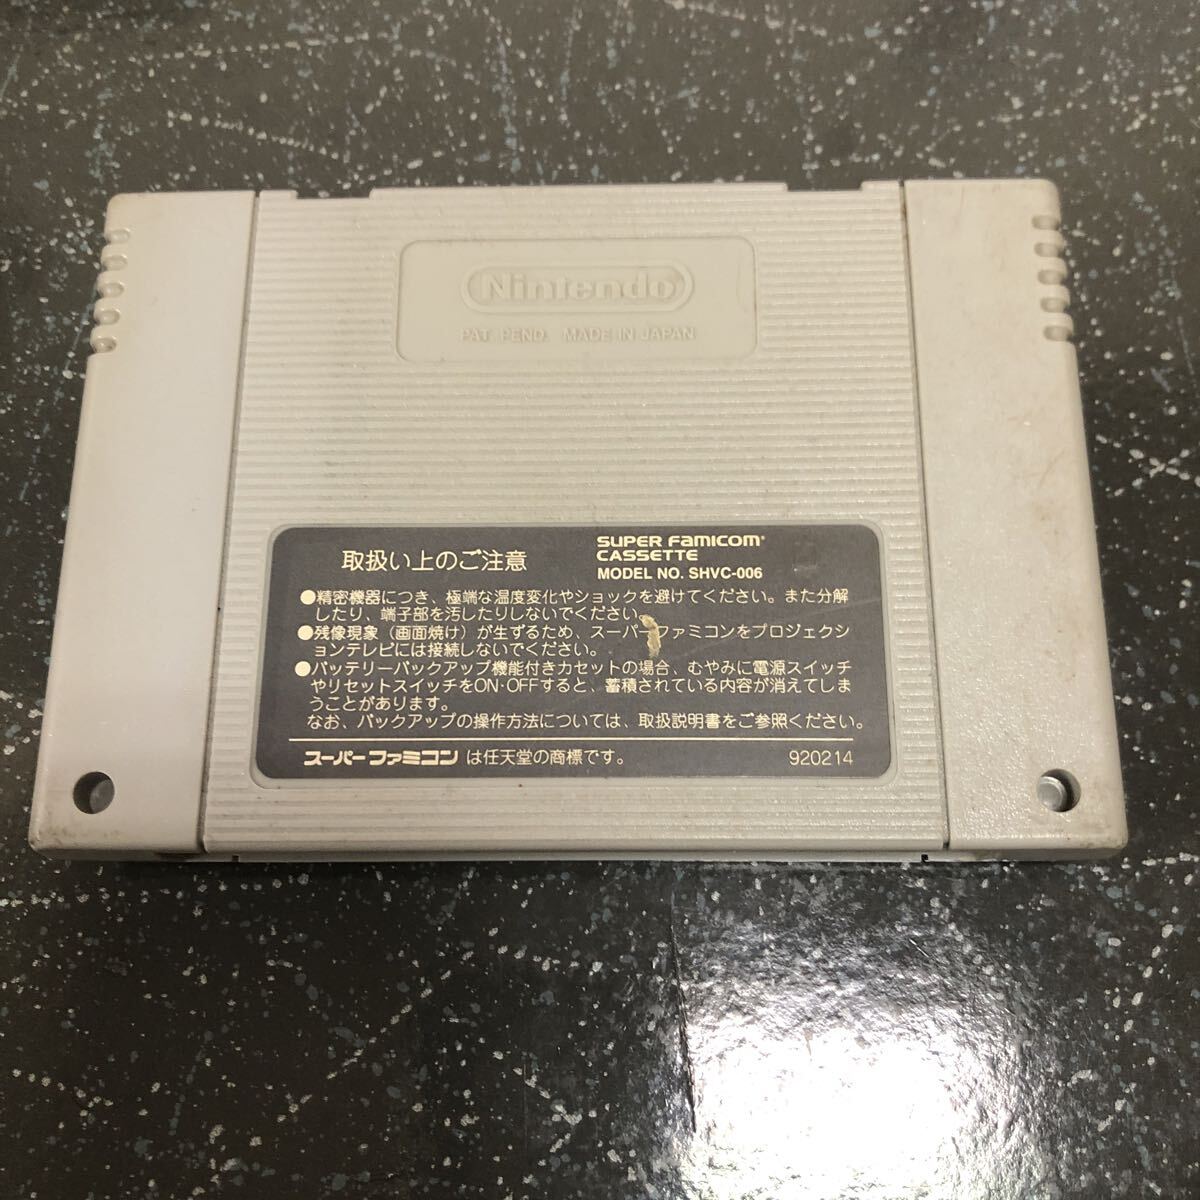 Nintendo
PAT. PEND. MADE IN JAPAN
取扱い上のご注意
SUPER FAMICOM
CASSETTE
MODEL NO. SHVC-006
●精密機器につき、極端な温度変化やショックを避けてください。また分解
したり、端子部を汚したりしないでください。
●残像現象（画面焼け）が生ずるため、スーパーファミコンをプロジェクシ
ョンテレビには接続しないでください。
●バッテリーバックアップ機能付きカセットの場合、むやみに電源スイッチ
やリセットスイッチをON・OFFすると、蓄積されている内容が消えてしま
うことがあります。
なお、バックアップの操作方法については、取扱説明書をご参照ください。
スーパーファミコン は任天堂の商標です。
920214